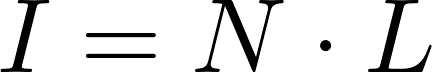 I = N · L